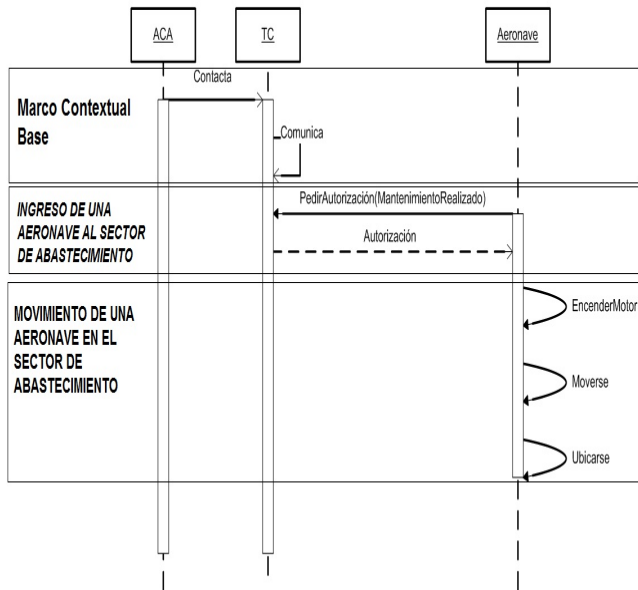 ACA
TC
Aeronave
Contacta
Marco Contextual
Base
Comunica
PedirAutorización(MantenimientoRealizado)
INGRESO DE UNA
AERONAVE AL SECTOR
DE ABASTECIMIENTO
Autorización
MOVIMIENTO DE UNA
AERONAVE EN EL
SECTOR DE
ABASTECIMIENTO
EncenderMotor
Moverse
Ubicarse